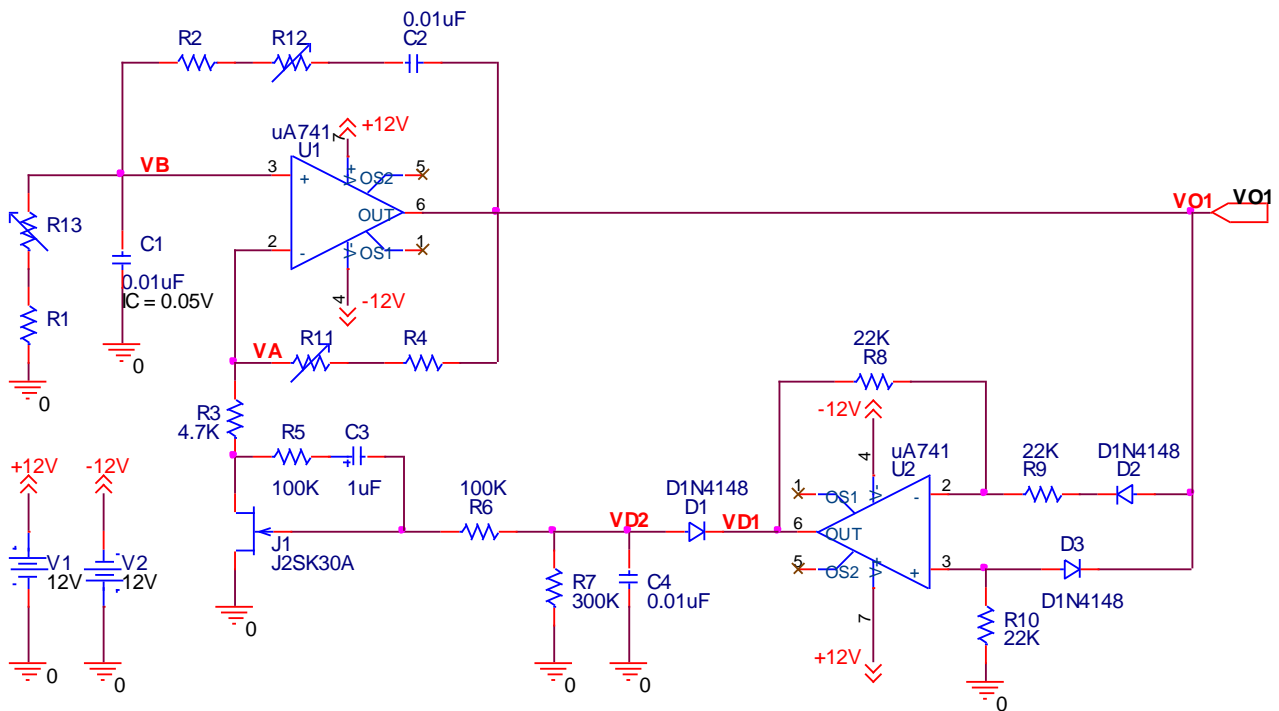 0.01uF
R2
R12
C2
uA741
U1
+12V
7
V+
5
OS2
VB
3
+
OUT
6
VO1
VO1
R13
C1
2
-
V-
OS1
1
0.01uF
IC = 0.05V
4
-12V
R1
0
0
VA
R11
R4
22K
R8
R3
4.7K
R5
C3
-12V
+12V
-12V
100K
1uF
100K
R6
D1N4148
D1
4
uA741
U2
22K
R9
D1N4148
D2
1
OS1
V-
-
2
VD2
VD1
6
OUT
J1
J2SK30A
D3
V1
12V
V2
12V
R7
300K
C4
0.01uF
5
OS2
V+
+
3
D1N4148
0
7
R10
22K
+12V
0
0
0
0
0